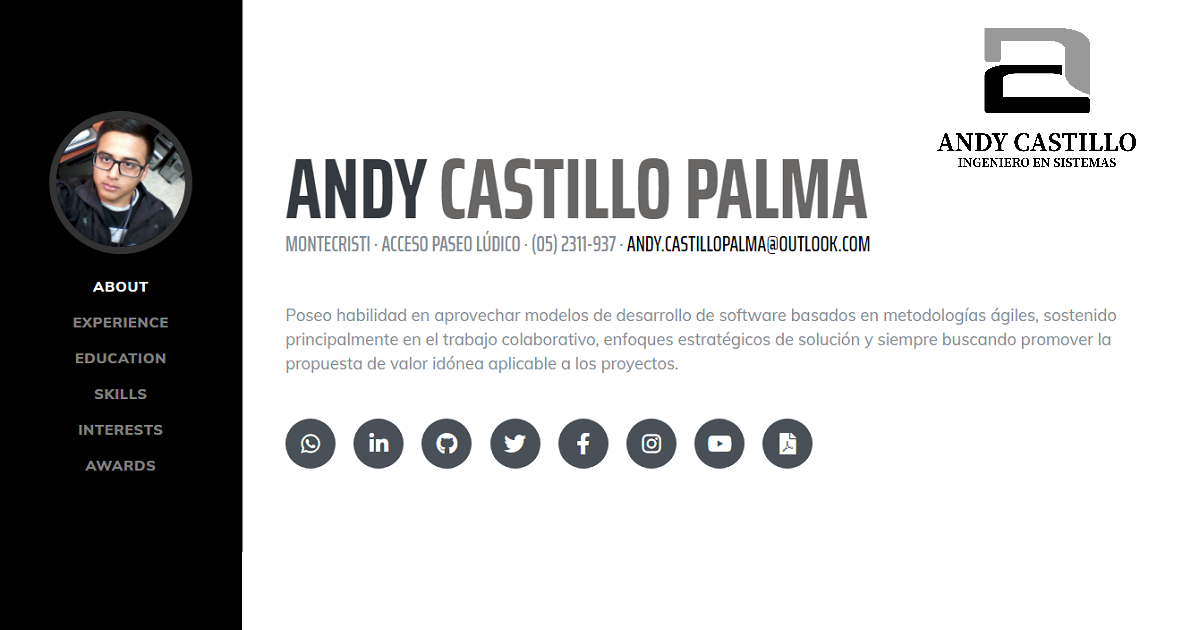 ABOUT
EXPERIENCE
EDUCATION
SKILLS
INTERESTS
AWARDS
ANDY CASTILLO
INGENIERO EN SISTEMAS
ANDY CASTILLO PALMA
MONTECRISTI · ACCESO PASEO LÚDICO · (05) 2311-937 · ANDY.CASTILLOPALMA@OUTLOOK.COM
Poseo habilidad en aprovechar modelos de desarrollo de software basados en metodologías ágiles, sostenido
principalmente en el trabajo colaborativo, enfoques estratégicos de solución y siempre buscando promover la
propuesta de valor idónea aplicable a los proyectos.